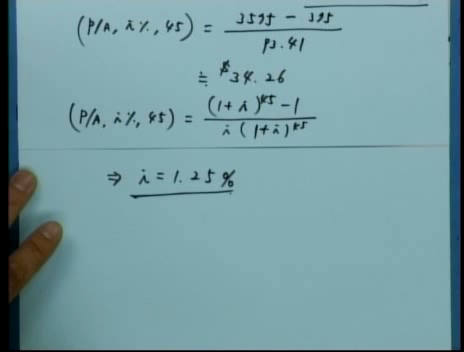 (P/A, i%, 45) = (3595 − 395) / 93.41
≒ $34.26
(P/A, i%, 45) = ((1+i)^45 − 1) / (i(1+i)^45)
⇒ i = 1.25%